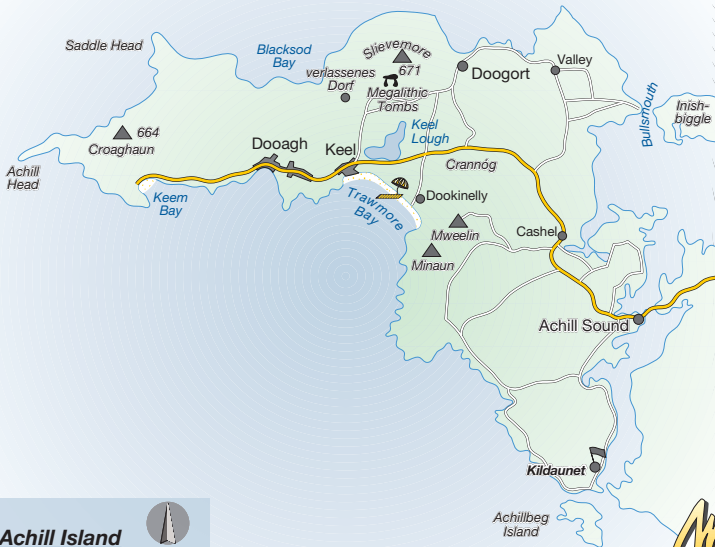 Saddle Head
Blacksod
Bay
Slievemore
671
verlassenes
Dorf
Megalithic
Tombs
Doogort
Valley
Bullsmouth
Inish-
biggle
664
Croaghaun
Achill
Head
Dooagh
Keel
Keel
Lough
Crannóg
Keem
Bay
Trawmore
Bay
Dookinelly
Mweelin
Minaun
Cashel
Achill Sound
Kildaunet
Achillbeg
Island
Achill Island